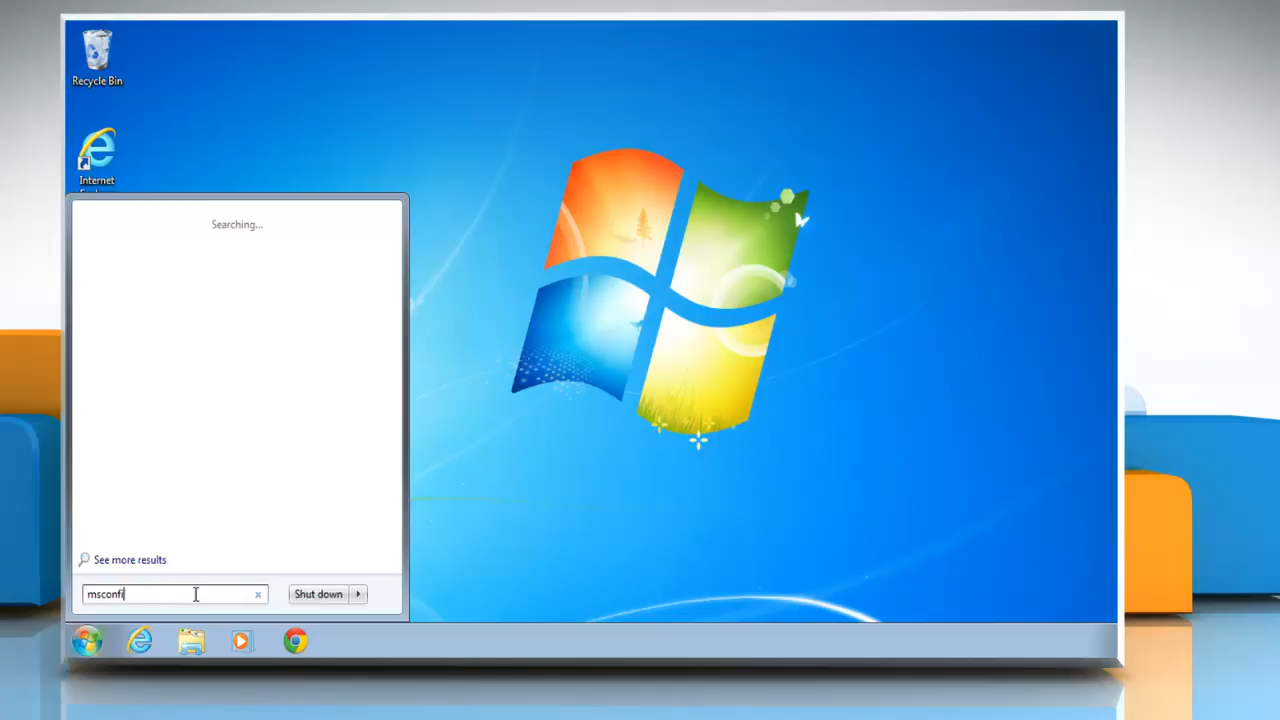 Recycle Bin
Internet
Searching...
See more results
msconfi
Shut down